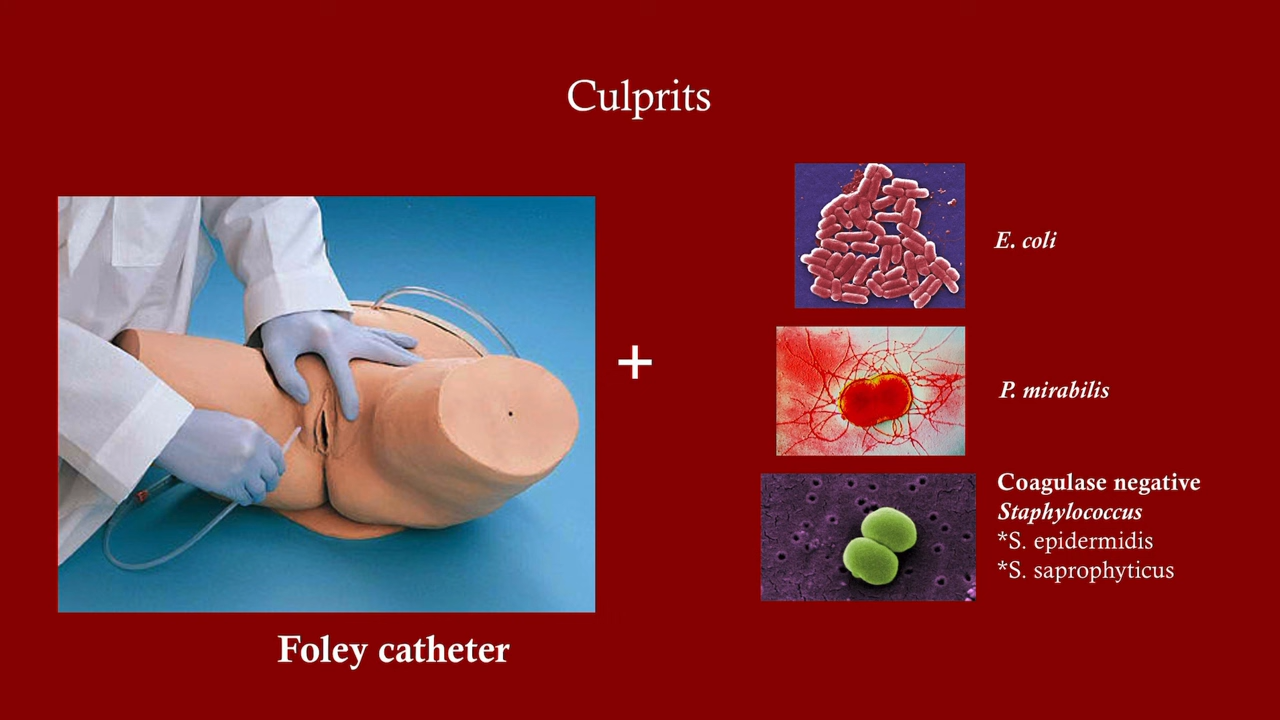 Culprits
E. coli
+
P. mirabilis
Coagulase negative
Staphylococcus
*S. epidermidis
*S. saprophyticus
Foley catheter